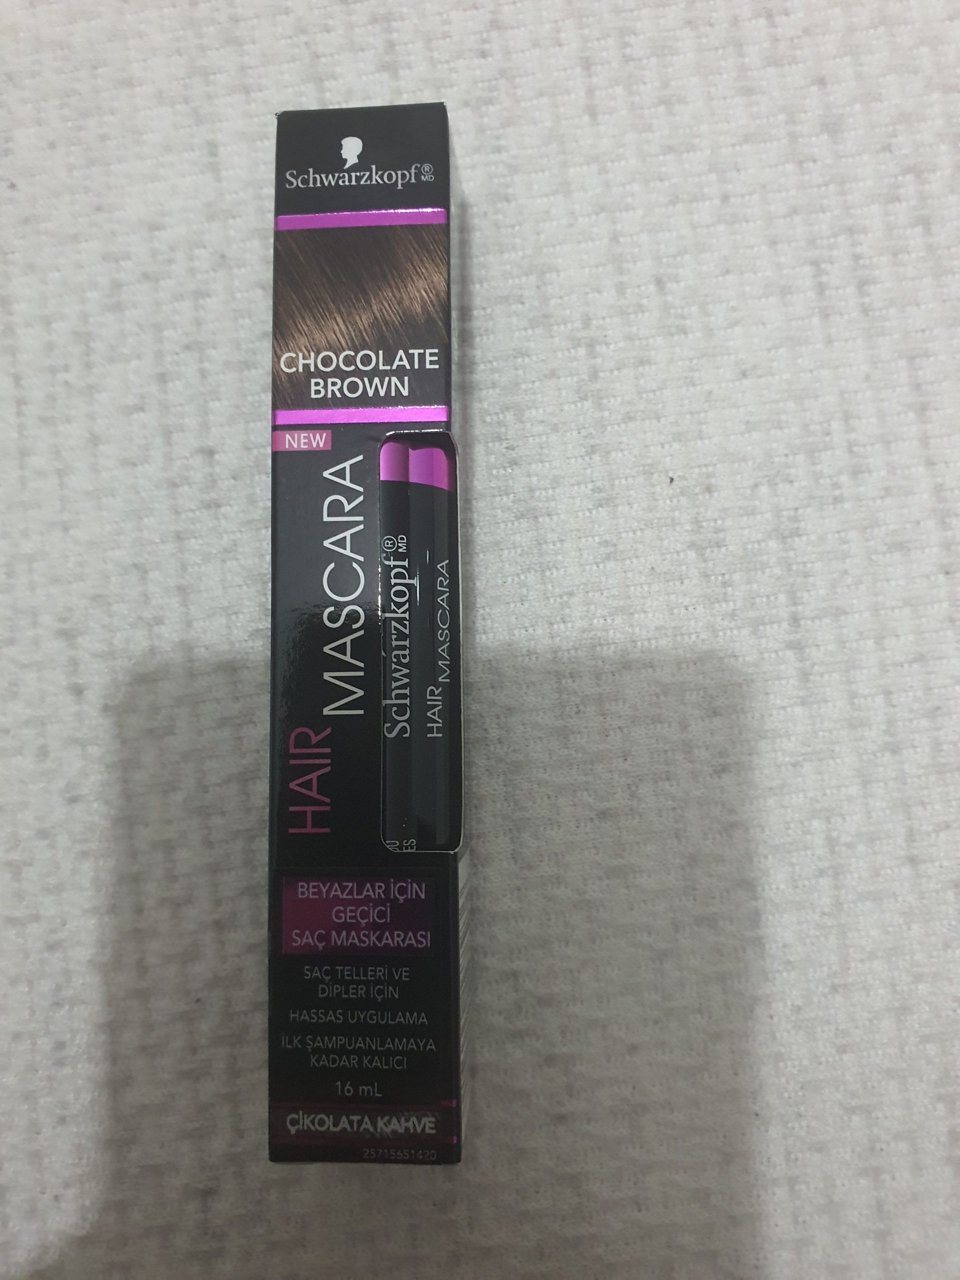 Schwarzkopf® MD
CHOCOLATE
BROWN
NEW
HAIR MASCARA
Schwarzkopf® MD
HAIR MASCARA
BEYAZLAR İÇİN
GEÇİCİ
SAÇ MASKARASI
SAÇ TELLERİ VE
DİPLER İÇİN
HASSAS UYGULAMA
İLK ŞAMPUANLAMAYA
KADAR KALICI
16 mL
ÇİKOLATA KAHVE
25715651420